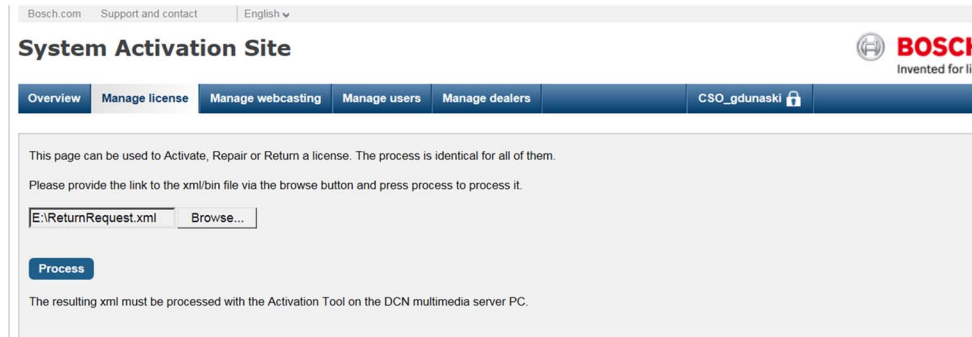 Bosch.com Support and contact English
System Activation Site
BOSCH
Invented for li
Overview Manage license Manage webcasting Manage users Manage dealers CSO_gdunaski
This page can be used to Activate, Repair or Return a license. The process is identical for all of them.
Please provide the link to the xml/bin file via the browse button and press process to process it.
E:\ReturnRequest.xml Browse...
Process
The resulting xml must be processed with the Activation Tool on the DCN multimedia server PC.